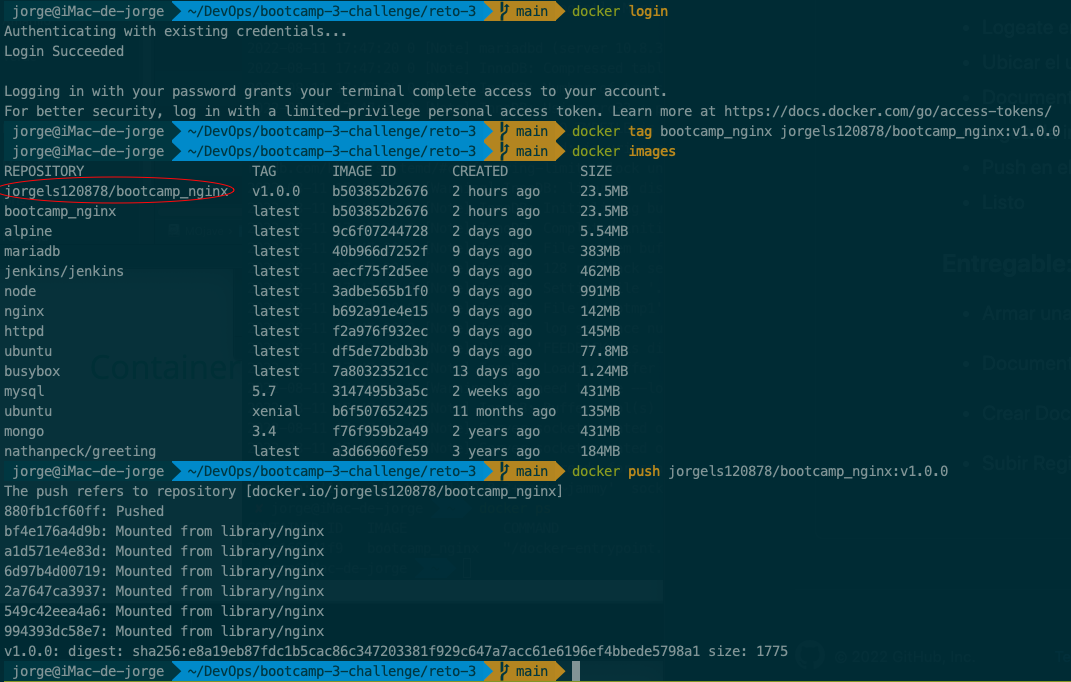 jorge@iMac-de-jorge ~/DevOps/bootcamp-3-challenge/reto-3 main docker login
Authenticating with existing credentials...
Login Succeeded
Logging in with your password grants your terminal complete access to your account.
For better security, log in with a limited-privilege personal access token. Learn more at https://docs.docker.com/go/access-tokens/
jorge@iMac-de-jorge ~/DevOps/bootcamp-3-challenge/reto-3 main docker tag bootcamp_nginx jorgels120878/bootcamp_nginx:v1.0.0
jorge@iMac-de-jorge ~/DevOps/bootcamp-3-challenge/reto-3 main docker images
REPOSITORY TAG IMAGE ID CREATED SIZE
jorgels120878/bootcamp_nginx v1.0.0 b503852b2676 2 hours ago 23.5MB
bootcamp_nginx latest b503852b2676 2 hours ago 23.5MB
alpine latest 9c6f07244728 2 days ago 5.54MB
mariadb latest 40b966d7252f 9 days ago 383MB
jenkins/jenkins latest aecf75f2d5ee 9 days ago 462MB
node latest 3adbe565b1f0 9 days ago 991MB
nginx latest b692a91e4e15 9 days ago 142MB
httpd latest f2a976f932ec 9 days ago 145MB
ubuntu latest df5de72bdb3b 9 days ago 77.8MB
busybox latest 7a80323521cc 13 days ago 1.24MB
mysql 5.7 3147495b3a5c 2 weeks ago 431MB
ubuntu xenial b6f507652425 11 months ago 135MB
mongo 3.4 f76f959b2a49 2 years ago 431MB
nathanpeck/greeting latest a3d66960fe59 3 years ago 184MB
jorge@iMac-de-jorge ~/DevOps/bootcamp-3-challenge/reto-3 main docker push jorgels120878/bootcamp_nginx:v1.0.0
The push refers to repository [docker.io/jorgels120878/bootcamp_nginx]
880fb1cf60ff: Pushed
bf4e176a4d9b: Mounted from library/nginx
a1d571e4e83d: Mounted from library/nginx
6d97b4d00719: Mounted from library/nginx
2a7647ca3937: Mounted from library/nginx
549c42eea4a6: Mounted from library/nginx
994393dc58e7: Mounted from library/nginx
v1.0.0: digest: sha256:e8a19eb87fdc1b5cac86c347203381f929c647a7acc61e6196ef4bbede5798a1 size: 1775
jorge@iMac-de-jorge ~/DevOps/bootcamp-3-challenge/reto-3 main